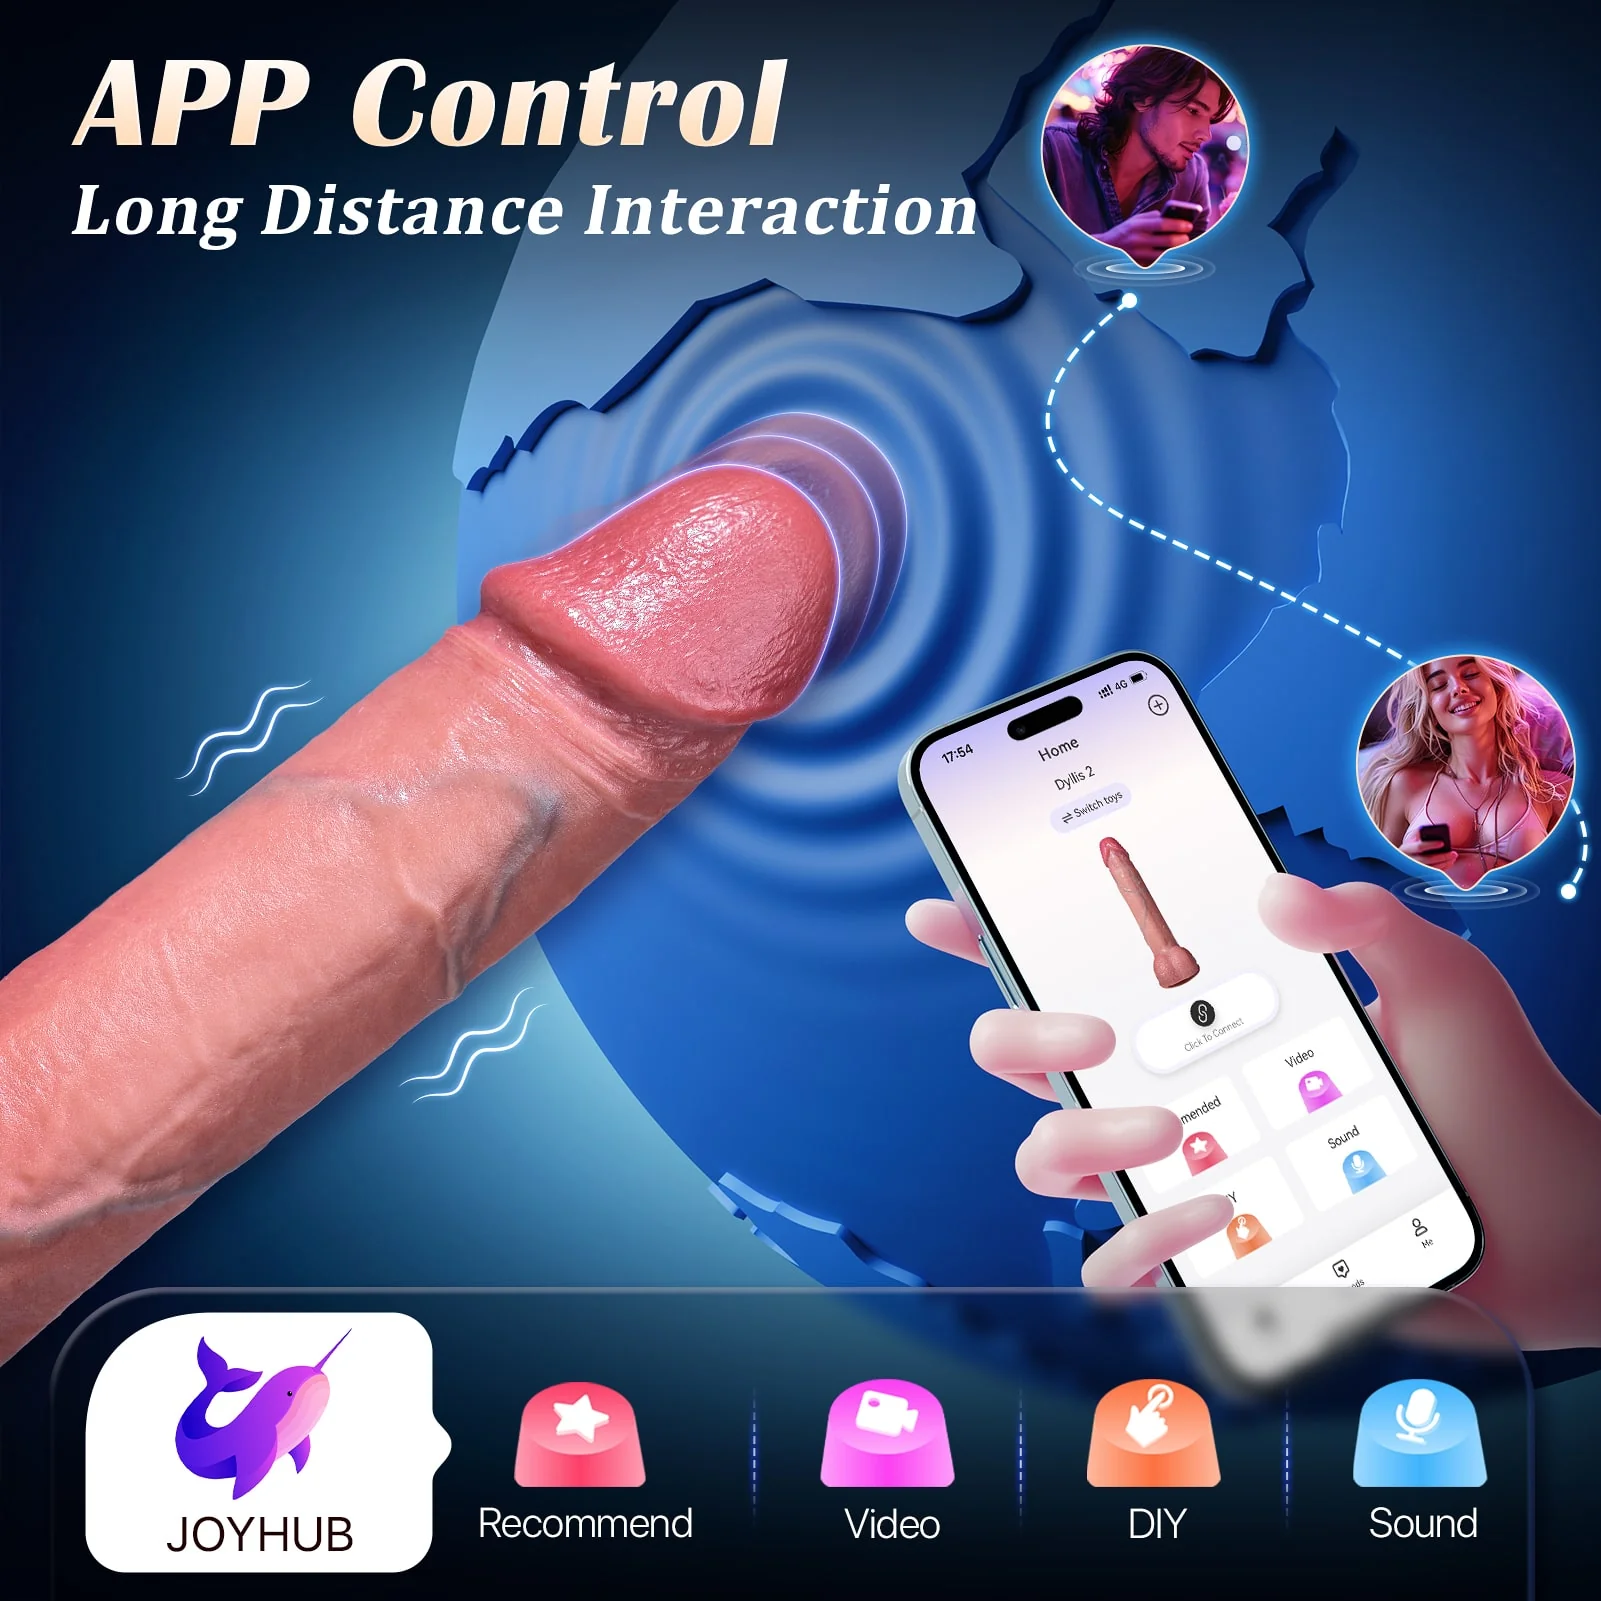 APP Control
Long Distance Interaction
17:54
4G
Home
Dyllis 2
Switch toys
Click To Connect
mended
Video
Sound
Me
JOYHUB
Recommend
Video
DIY
Sound